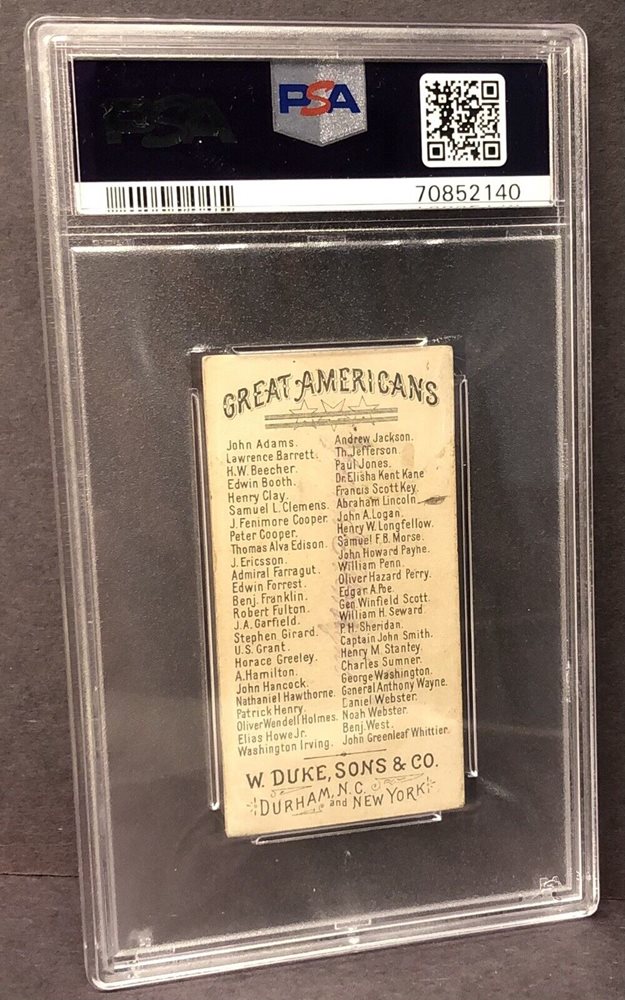 PSA
PSA
70852140
GREAT AMERICANS
John Adams.
Lawrence Barrett.
H.W. Beecher.
Edwin Booth.
Henry Clay.
Samuel L. Clemens.
J. Fenimore Cooper.
Peter Cooper.
Thomas Alva Edison.
J. Ericsson.
Admiral Farragut.
Edwin Forrest.
Benj. Franklin.
Robert Fulton.
J.A. Garfield.
Stephen Girard.
U.S. Grant.
Horace Greeley.
A. Hamilton.
John Hancock.
Nathaniel Hawthorne.
Patrick Henry.
Oliver Wendell Holmes.
Elias Howe Jr.
Washington Irving.
Andrew Jackson.
Th. Jefferson.
Paul Jones.
Dr. Elisha Kent Kane
Francis Scott Key.
Abraham Lincoln
John A. Logan.
Henry W. Longfellow.
Samuel F.B. Morse.
John Howard Payne.
William Penn.
Oliver Hazard Perry.
Edgar A. Poe.
Gen. Winfield Scott.
William H. Seward.
P.H. Sheridan.
Captain John Smith.
Henry M. Stanley.
Charles Sumner.
George Washington.
General Anthony Wayne.
Daniel Webster.
Noah Webster.
Benj. West.
John Greenleaf Whittier.
W. DUKE, SONS & CO.
DURHAM, N.C. and NEW YORK